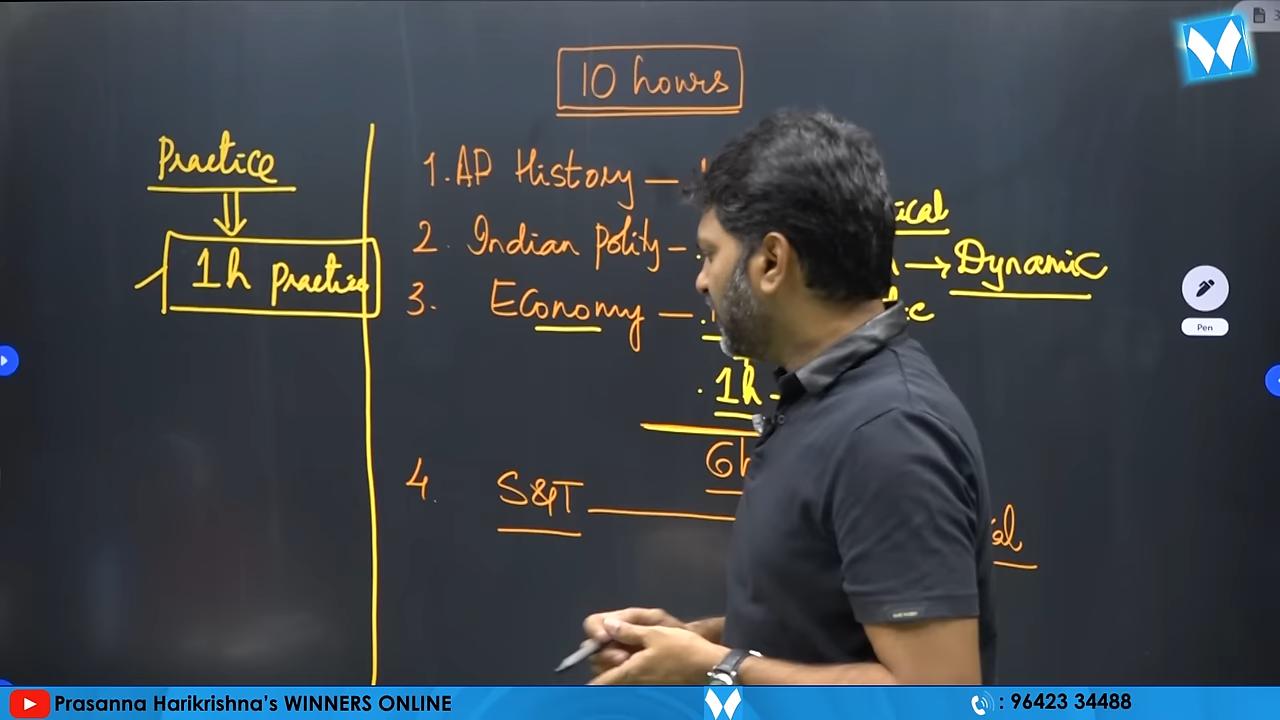 10 hours
Practice
1h Practice
1. AP History —
2. Indian polity –
→ Dynamic
3. Economy —
1h -
6h
4. S&T
Pen
Prasanna Harikrishna's WINNERS ONLINE
: 96423 34488